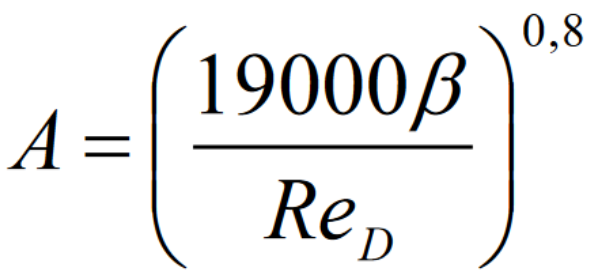 A = (19000β / Re_D)^0,8